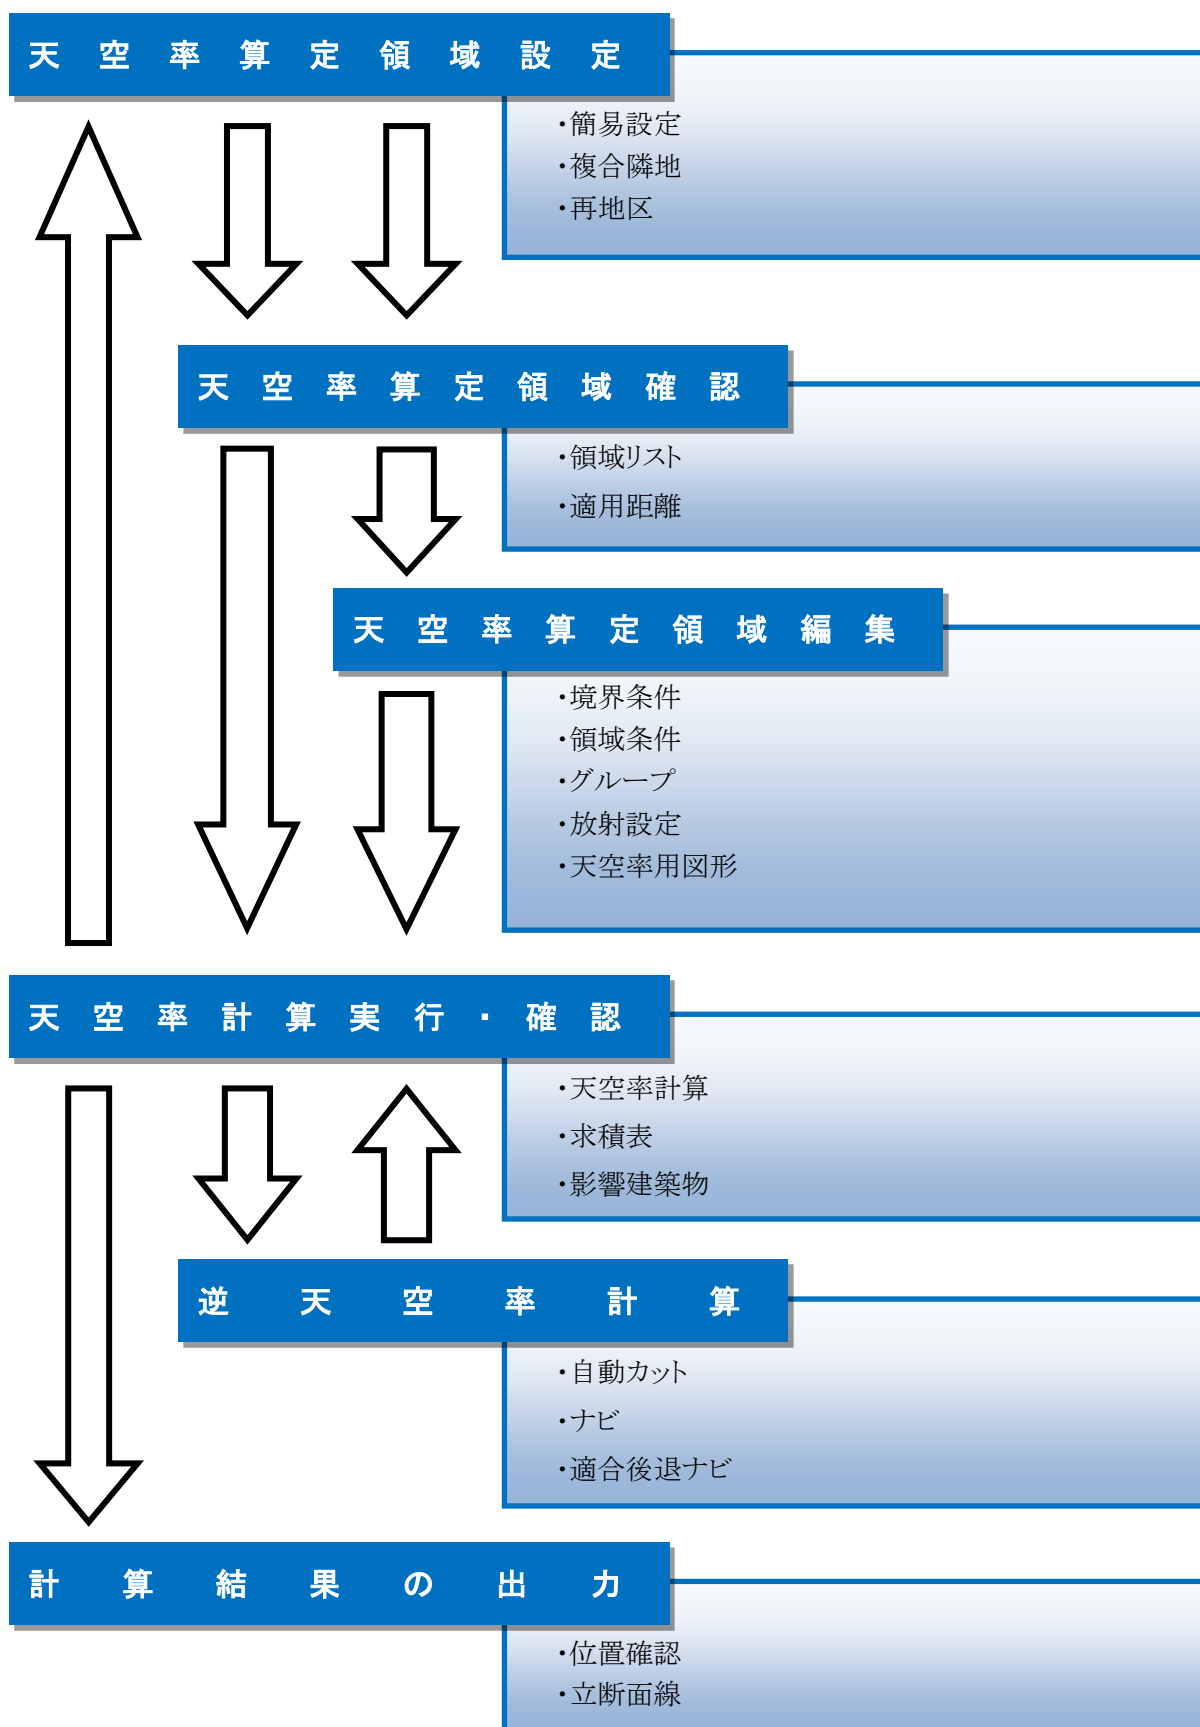 天空率算定領域設定
・簡易設定
・複合隣地
・再地区
天空率算定領域確認
・領域リスト
・適用距離
天空率算定領域編集
・境界条件
・領域条件
・グループ
・放射設定
・天空率用図形
天空率計算実行・確認
・天空率計算
・求積表
・影響建築物
逆天空率計算
・自動カット
・ナビ
・適合後退ナビ
計算結果の出力
・位置確認
・立断面線